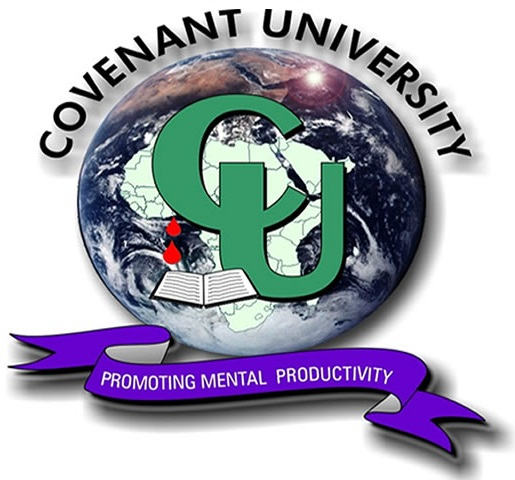 COVENANT UNIVERSITY
CU
PROMOTING MENTAL PRODUCTIVITY